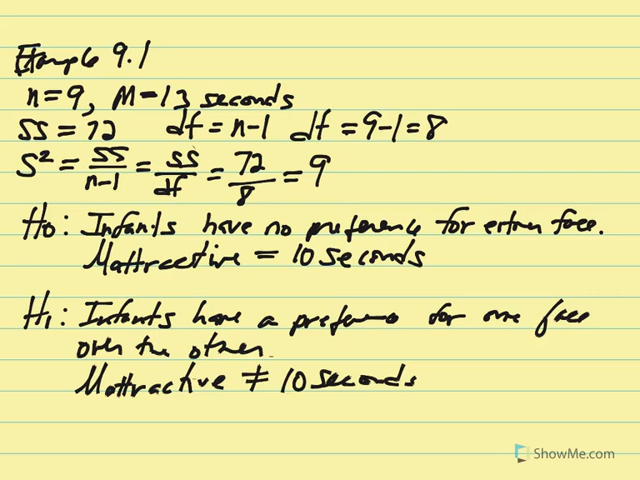 Example 9.1
n=9, M=13 seconds
SS=72 df=n-1 df=9-1=8
S² = SS/n-1 = SS/df = 72/8 = 9
H₀: Infants have no preference for either face.
μattractive = 10 seconds
H₁: Infants have a preference for one face
over the other.
μattractive ≠ 10 seconds
ShowMe.com